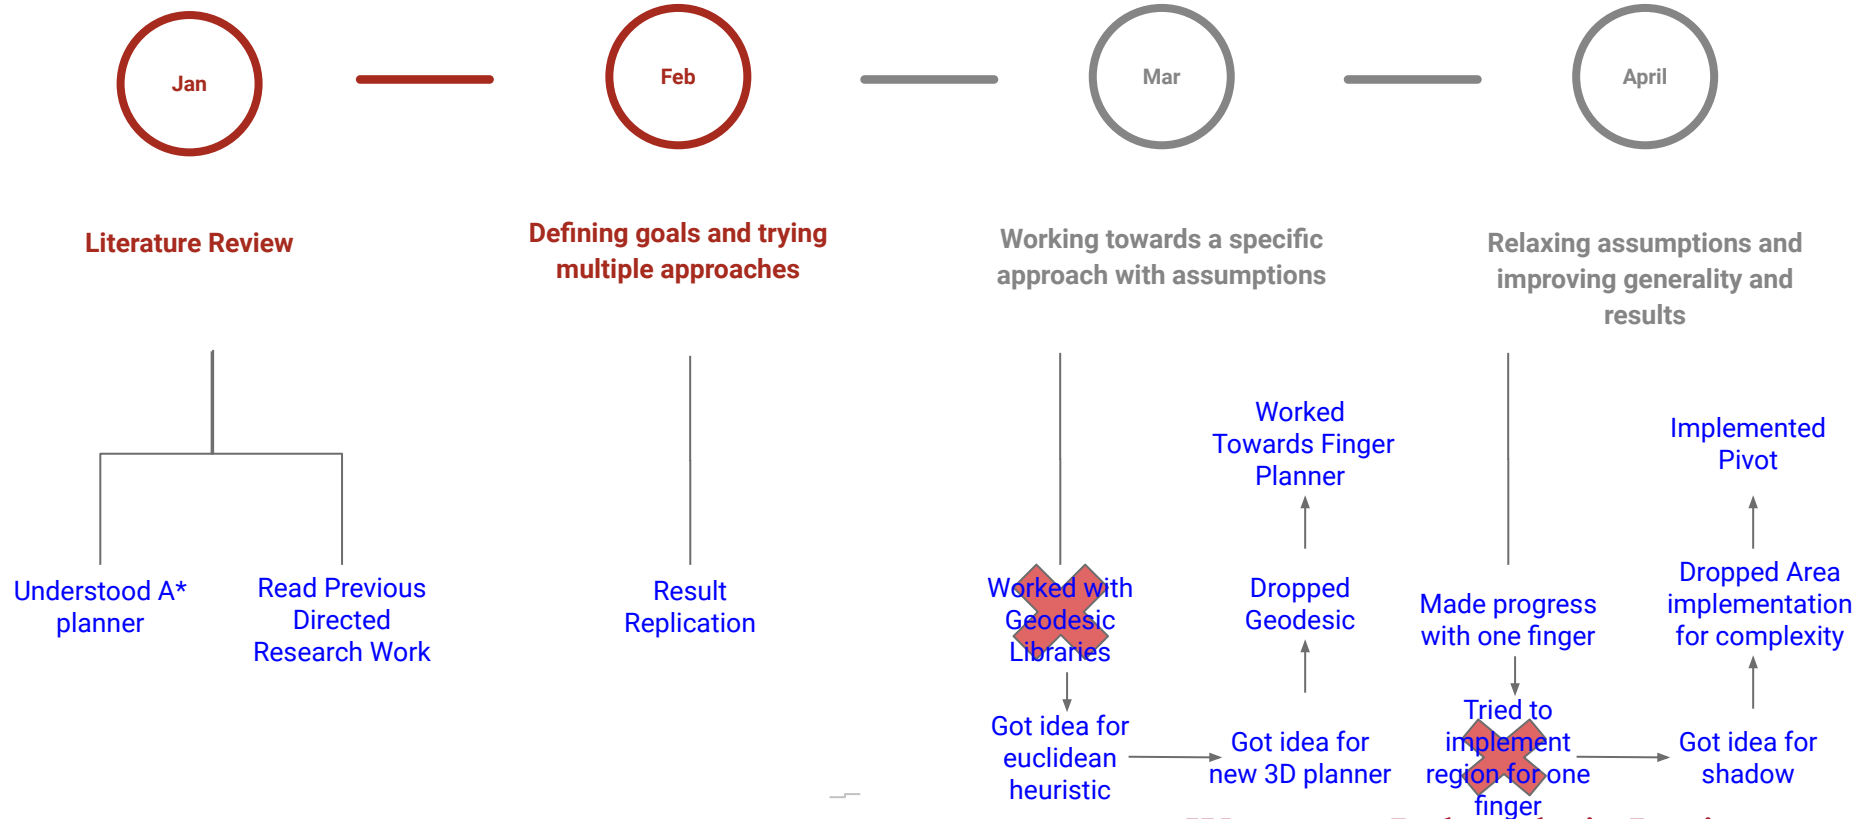 Jan
Feb
Mar
April
Literature Review
Defining goals and trying
multiple approaches
Working towards a specific
approach with assumptions
Relaxing assumptions and
improving generality and
results
Understood A*
planner
Read Previous
Directed
Research Work
Result
Replication
Worked with
Geodesic
Libraries
Got idea for
euclidean
heuristic
Got idea for
new 3D planner
Dropped
Geodesic
Worked
Towards Finger
Planner
Made progress
with one finger
Tried to
implement
region for one
finger
Got idea for
shadow
Dropped Area
implementation
for complexity
Implemented
Pivot